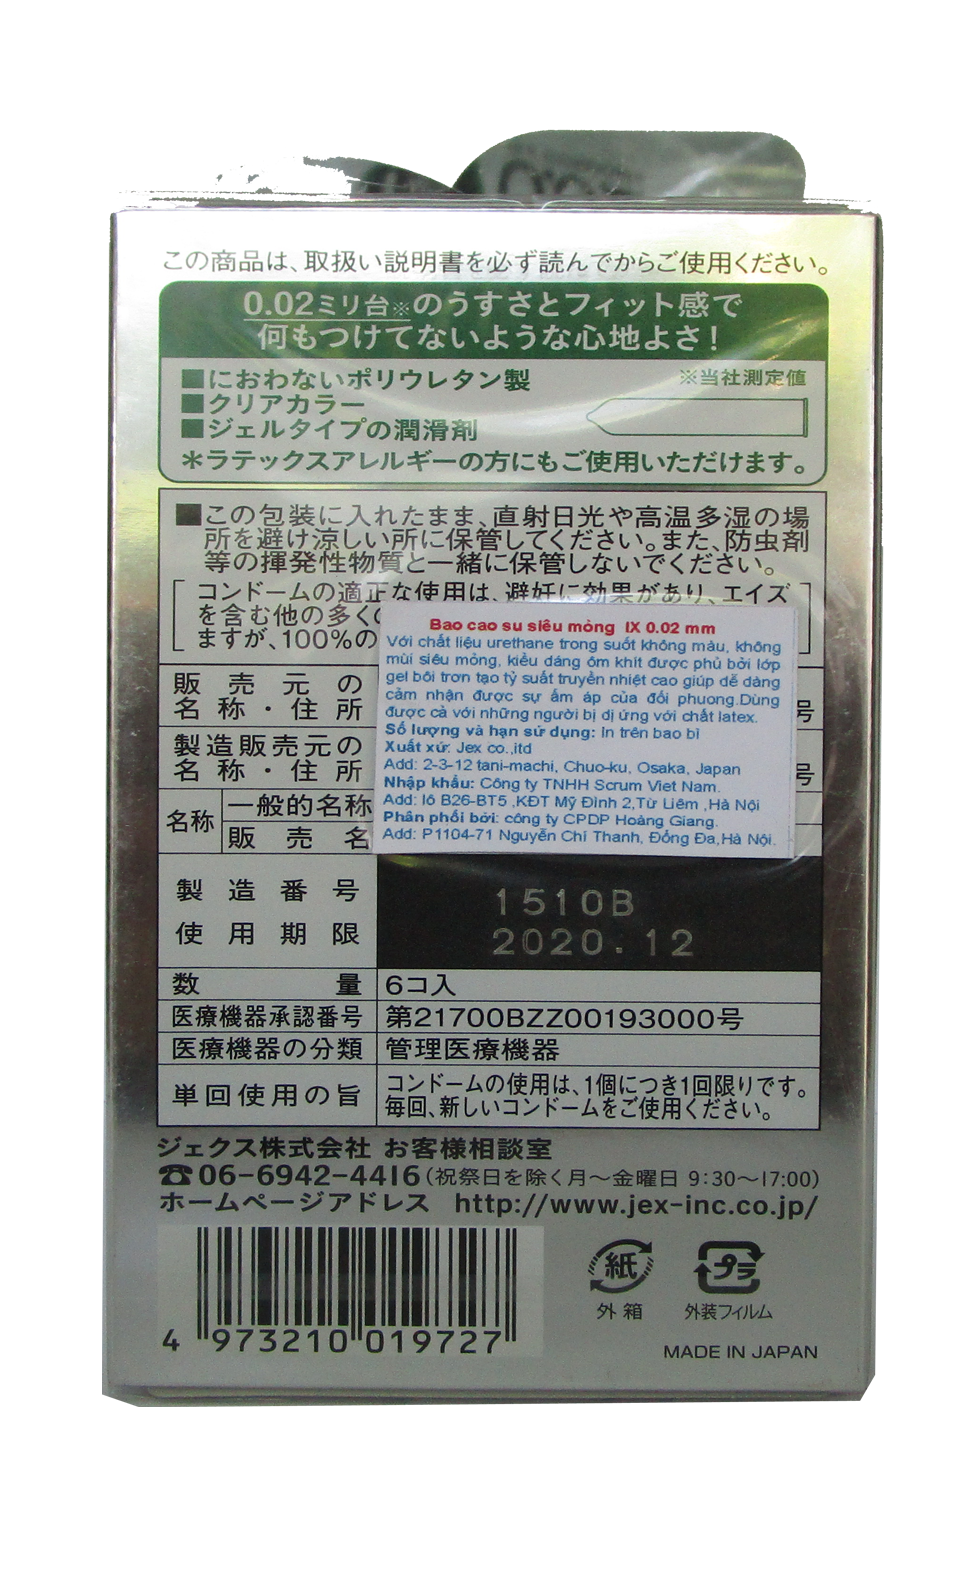 この商品は、取扱い説明書を必ず読んでからご使用ください。
0.02ミリ台※のうすさとフィット感で
何もつけてないような心地よさ!
■におわないポリウレタン製
※当社測定値
■クリアカラー
■ジェルタイプの潤滑剤
＊ラテックスアレルギーの方にもご使用いただけます。
■この包装に入れたまま、直射日光や高温多湿の場
所を避け涼しい所に保管してください。また、防虫剤
等の揮発性物質と一緒に保管しないでください。
コンドームの適正な使用は、避妊に効果があり、エイズ
を含む他の多く
ますが、100%の
Bao cao su siêu mỏng IX 0.02 mm
Với chất liệu urethane trong suốt không màu, không
mùi siêu mỏng, kiểu dáng ôm khít được phủ bởi lớp
gel bôi trơn tạo tỷ suất truyền nhiệt cao giúp dễ dàng
cảm nhận được sự ấm áp của đối phuong.Dùng
được cả với những người bị dị ứng với chất latex.
Số lượng và hạn sử dụng: In trên bao bì
Xuất xứ: Jex co.,itd
Add: 2-3-12 tani-machi, Chuo-ku, Osaka, Japan
Nhập khẩu: Công ty TNHH Scrum Viet Nam.
Add: lô B26-BT5 ,KĐT Mỹ Đình 2,Từ Liêm ,Hà Nội
Phân phối bởi: công ty CPDP Hoàng Giang.
Add: P1104-71 Nguyễn Chí Thanh, Đống Đa,Hà Nội.
販売元の
名称・住所
号
製造販売元の
名称・住所
号
名称
一般的名称
販売名
製造番号
1510B
使用期限
2020.12
数量
6コ入
医療機器承認番号
第21700BZZ00193000号
医療機器の分類
管理医療機器
単回使用の旨
コンドームの使用は、1個につき1回限りです。
毎回、新しいコンドームをご使用ください。
ジェクス株式会社 お客様相談室
☎06-6942-4416(祝祭日を除く月～金曜日 9:30～17:00)
ホームページアドレス http://www.jex-inc.co.jp/
紙
プラ
外箱
外装フィルム
4 973210 019727
MADE IN JAPAN